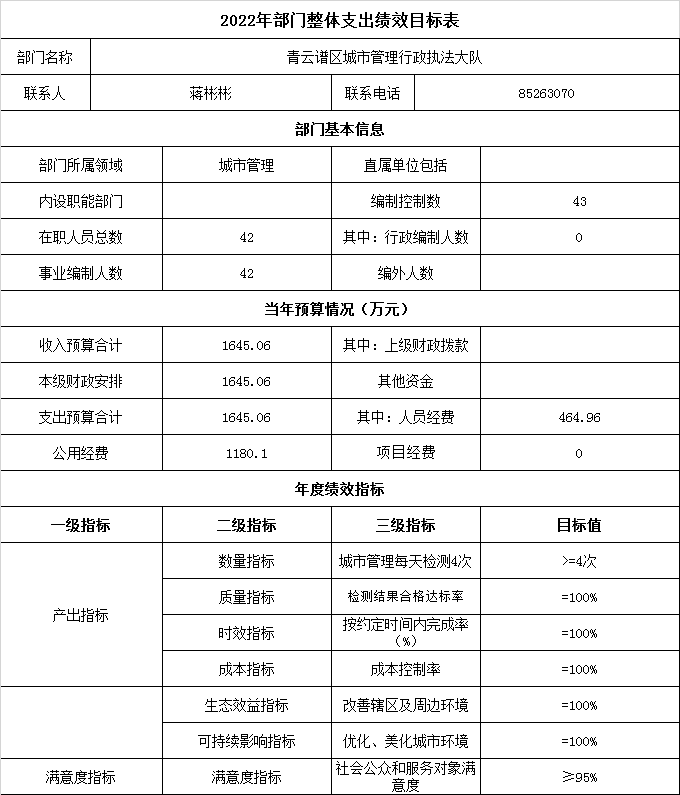 2022年部门整体支出绩效目标表
部门名称 青云谱区城市管理行政执法大队
联系人 蒋彬彬 联系电话 85263070
部门基本信息
部门所属领域 城市管理 直属单位包括
内设职能部门 编制控制数 43
在职人员总数 42 其中：行政编制人数 0
事业编制人数 42 编外人数
当年预算情况（万元）
收入预算合计 1645.06 其中：上级财政拨款
本级财政安排 1645.06 其他资金
支出预算合计 1645.06 其中：人员经费 464.96
公用经费 1180.1 项目经费 0
年度绩效指标
一级指标 二级指标 三级指标 目标值
产出指标 数量指标 城市管理每天检测4次 >=4次
质量指标 检测结果合格达标率 =100%
时效指标 按约定时间内完成率
（%） =100%
成本指标 成本控制率 =100%
生态效益指标 改善辖区及周边环境 =100%
可持续影响指标 优化、美化城市环境 =100%
满意度指标 满意度指标 社会公众和服务对象满
意度 ≥95%